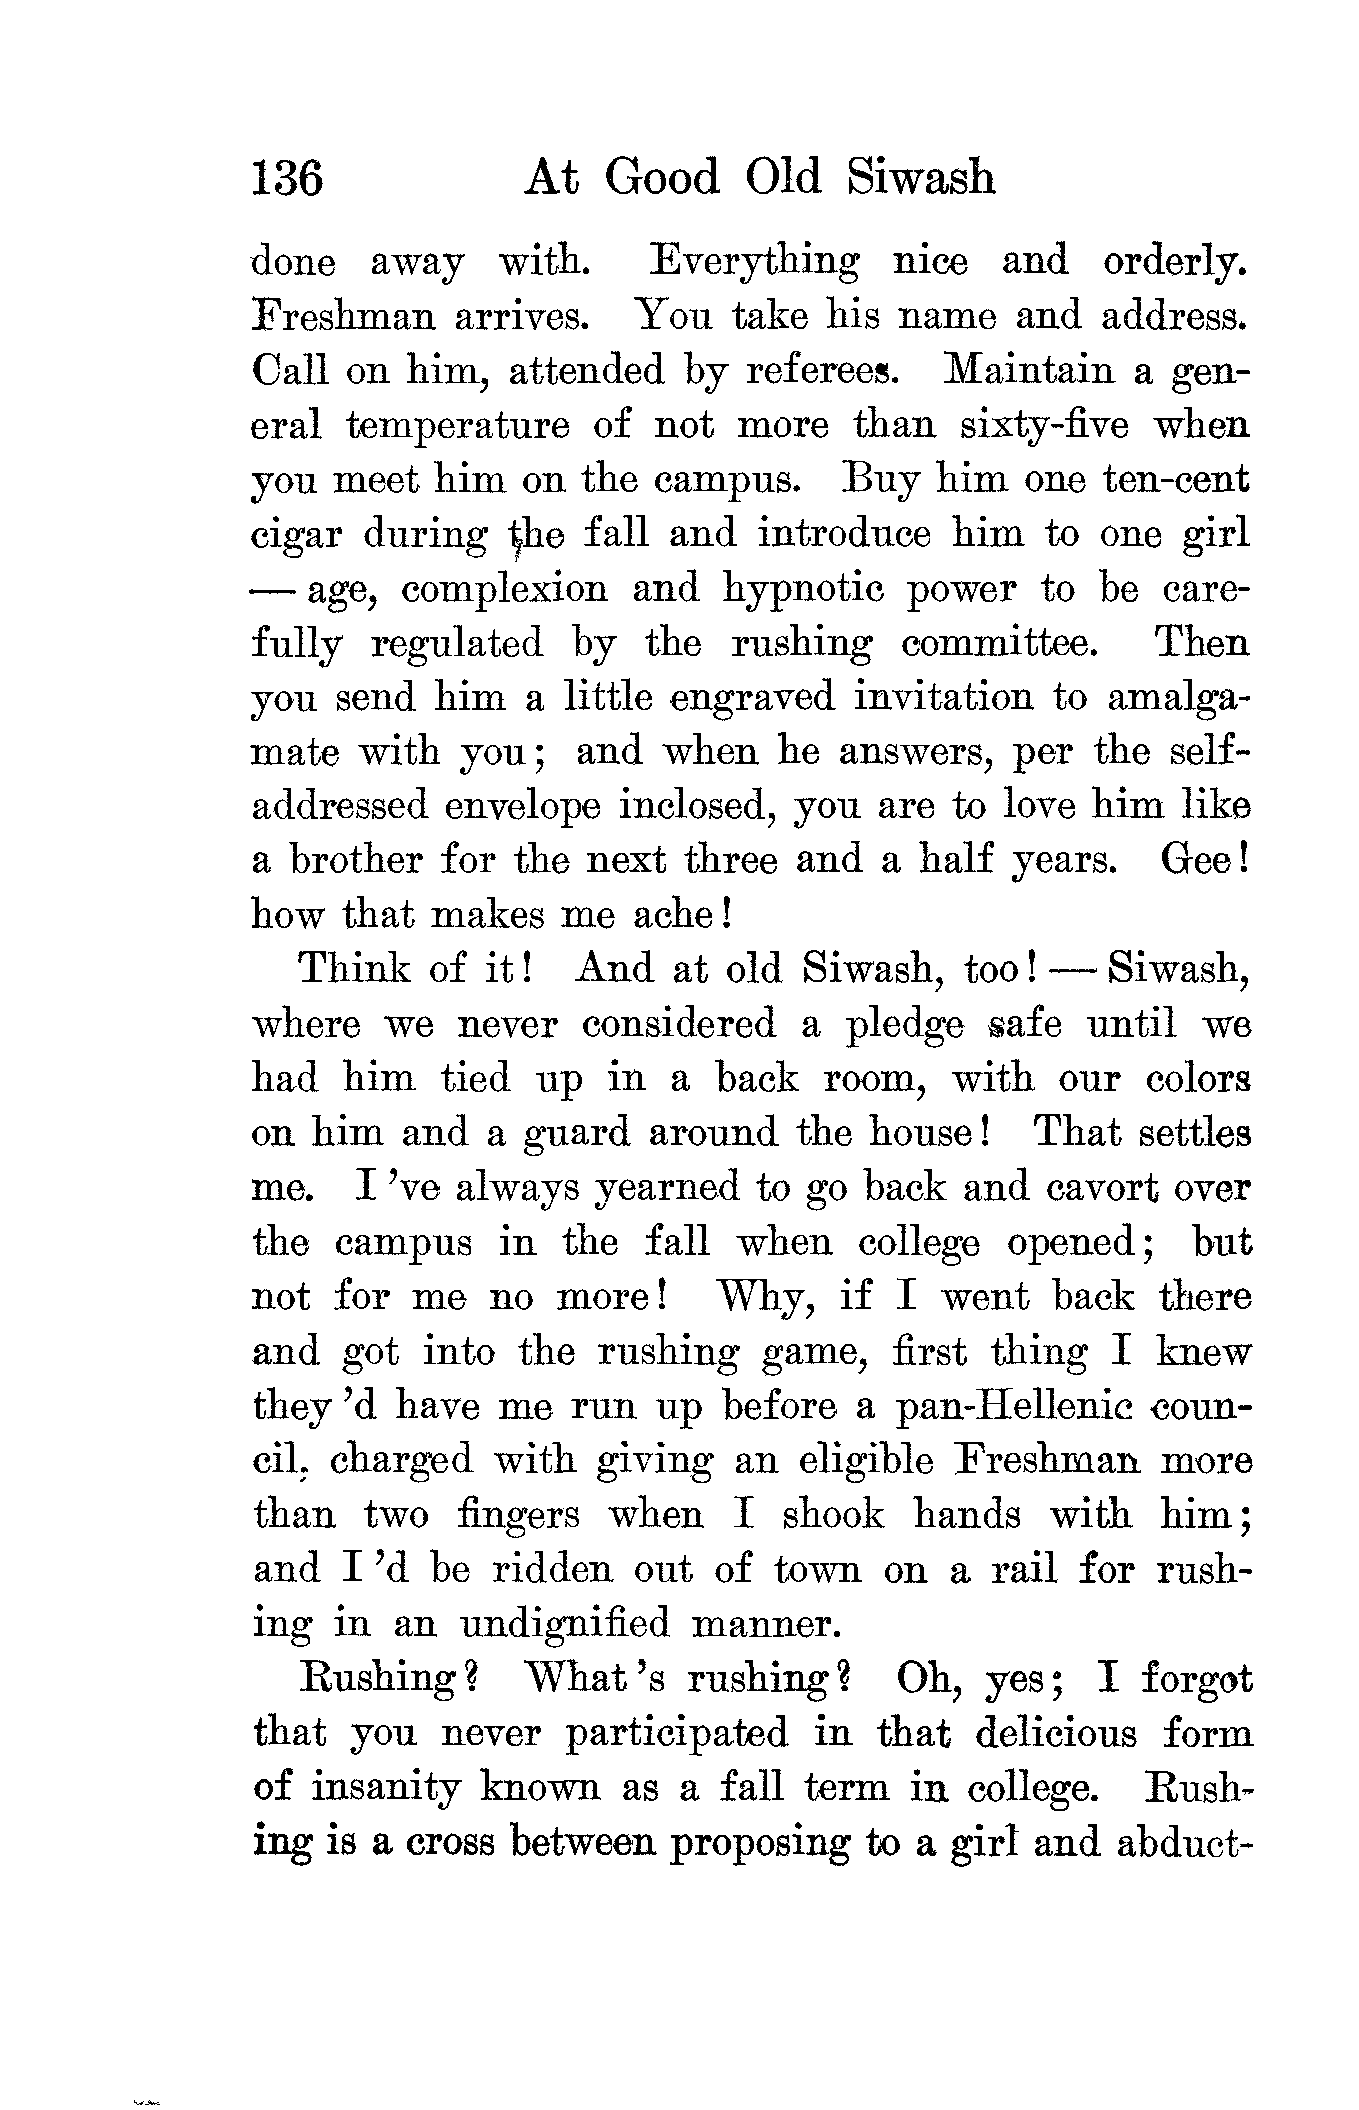 136 At Good Old Siwash
done away with. Everything nice and orderly.
Freshman arrives. You take his name and address.
Call on him, attended by referees. Maintain a gen-
eral temperature of not more than sixty-five when
you meet him on the campus. Buy him one ten-cent
cigar during the fall and introduce him to one girl
— age, complexion and hypnotic power to be care-
fully regulated by the rushing committee. Then
you send him a little engraved invitation to amalga-
mate with you; and when he answers, per the self-
addressed envelope inclosed, you are to love him like
a brother for the next three and a half years. Gee!
how that makes me ache!
Think of it! And at old Siwash, too! — Siwash,
where we never considered a pledge safe until we
had him tied up in a back room, with our colors
on him and a guard around the house! That settles
me. I 've always yearned to go back and cavort over
the campus in the fall when college opened; but
not for me no more! Why, if I went back there
and got into the rushing game, first thing I knew
they 'd have me run up before a pan-Hellenic coun-
cil, charged with giving an eligible Freshman more
than two fingers when I shook hands with him;
and I 'd be ridden out of town on a rail for rush-
ing in an undignified manner.
Rushing? What 's rushing? Oh, yes; I forgot
that you never participated in that delicious form
of insanity known as a fall term in college. Rush-
ing is a cross between proposing to a girl and abduct-